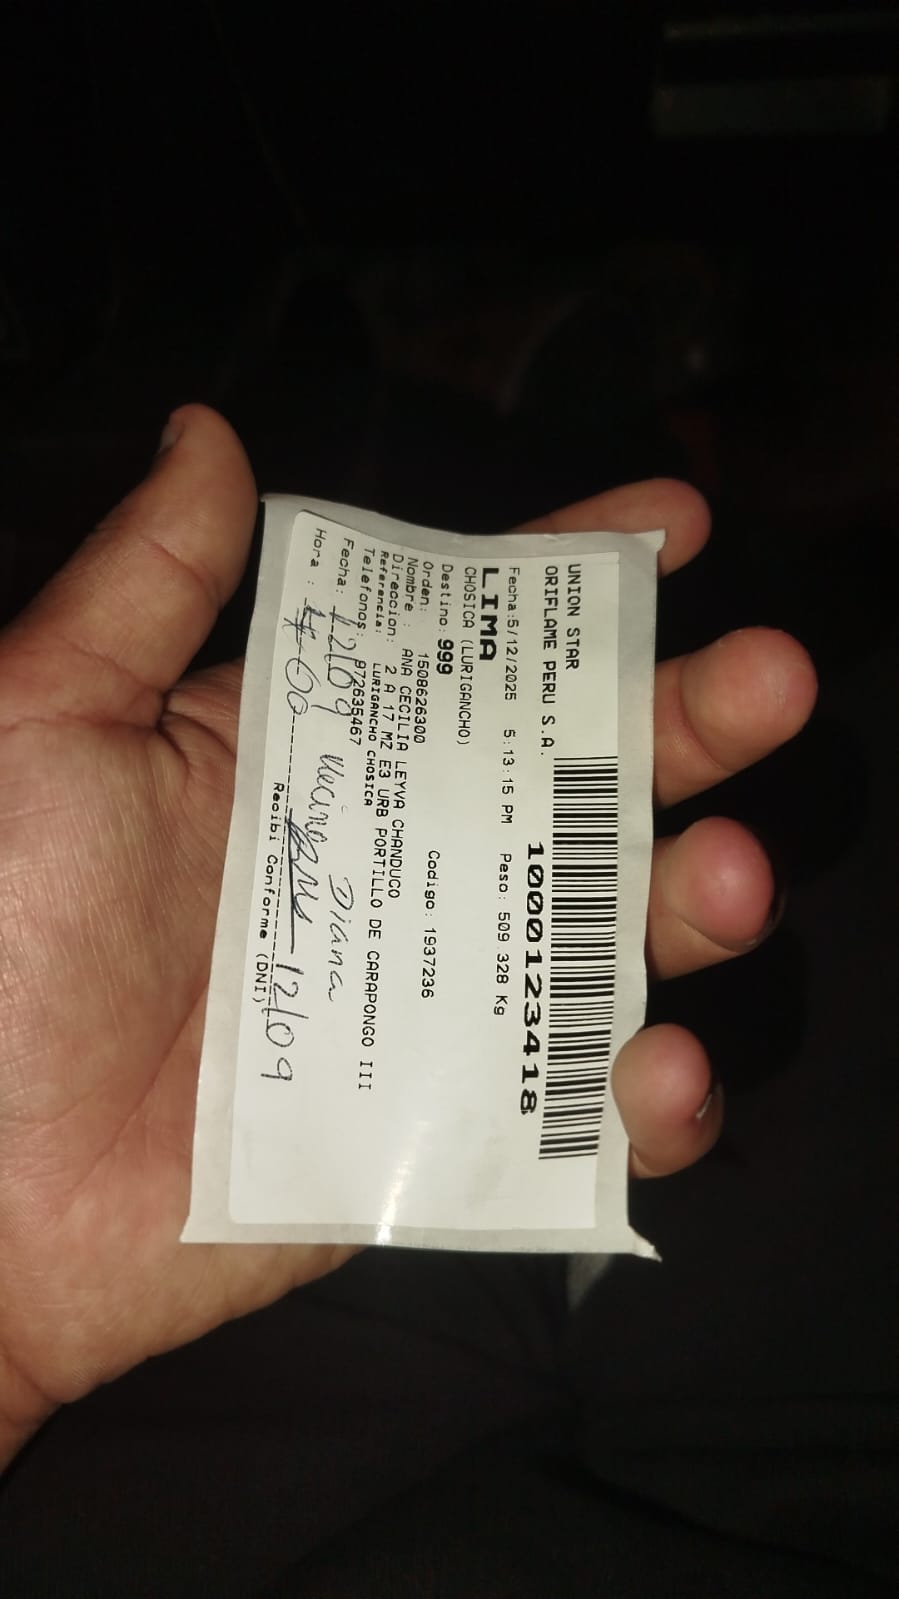 UNION STAR
ORIFLAME PERU S.A.
1000123418
Fecha:5/12/2025 5:13:15 PM Peso: 509.328 Kg
LIMA
CHOSICA (LURIGANCHO)
Destino: 999
Orden: 1508626300 Codigo: 1937236
Nombre : ANA CECILIA LEYVA CHANDUCO
Direccion: 2 A 17 MZ E3 URB PORTILLO DE CARAPONGO III
Referencia: LURIGANCHO CHOSICA
Telefonos: 972635467
Fecha: 12/09 Diana
Hora : 12/09
Recibi Conforme (DNI)